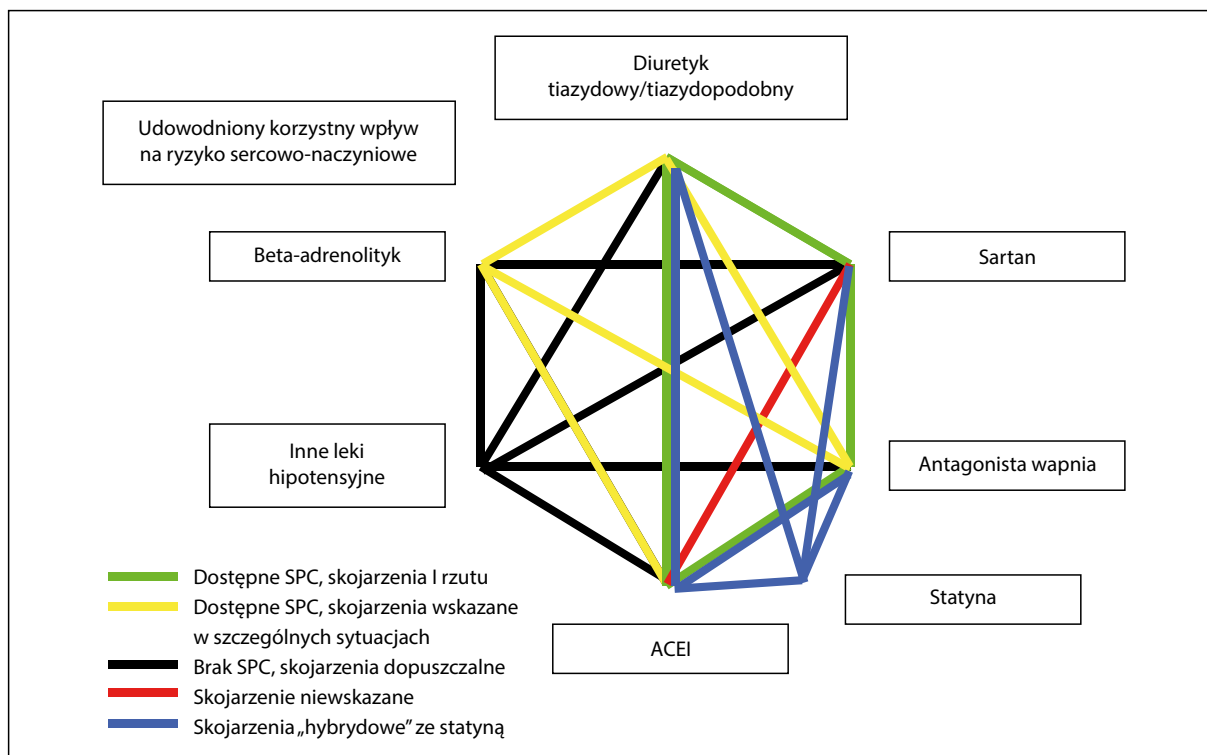 Diuretyk
tiazydowy/tiazydopodobny
Udowodniony korzystny wpływ
na ryzyko sercowo-naczyniowe
Beta-adrenolityk
Sartan
Inne leki
hipotensyjne
Antagonista wapnia
Statyna
ACEI
Dostępne SPC, skojarzenia I rzutu
Dostępne SPC, skojarzenia wskazane
w szczególnych sytuacjach
Brak SPC, skojarzenia dopuszczalne
Skojarzenie niewskazane
Skojarzenia „hybrydowe” ze statyną